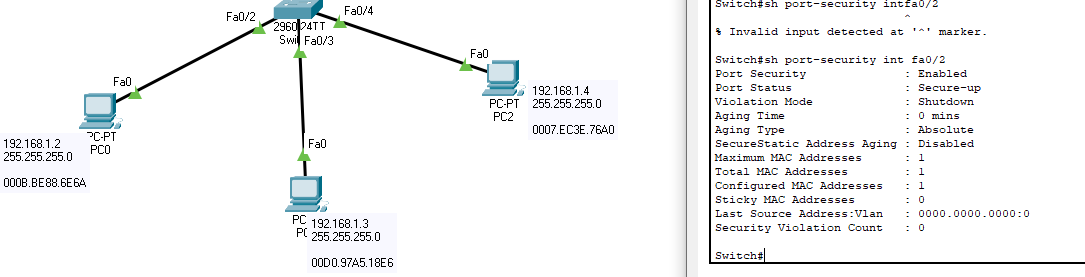 Fa0/2
Fa0/4
2960 24TT
Fa0/3
Fa0
Fa0
PC-PT
PC0
192.168.1.2
255.255.255.0
000B.BE88.6E6A
PC-PT
PC2
192.168.1.4
255.255.255.0
0007.EC3E.76A0
Fa0
192.168.1.3
255.255.255.0
00D0.97A5.18E6
Switch#sh port-security intfa0/2
^
% Invalid input detected at '^' marker.
Switch#sh port-security int fa0/2
Port Security : Enabled
Port Status : Secure-up
Violation Mode : Shutdown
Aging Time : 0 mins
Aging Type : Absolute
SecureStatic Address Aging : Disabled
Maximum MAC Addresses : 1
Total MAC Addresses : 1
Configured MAC Addresses : 1
Sticky MAC Addresses : 0
Last Source Address:Vlan : 0000.0000.0000:0
Security Violation Count : 0
Switch#